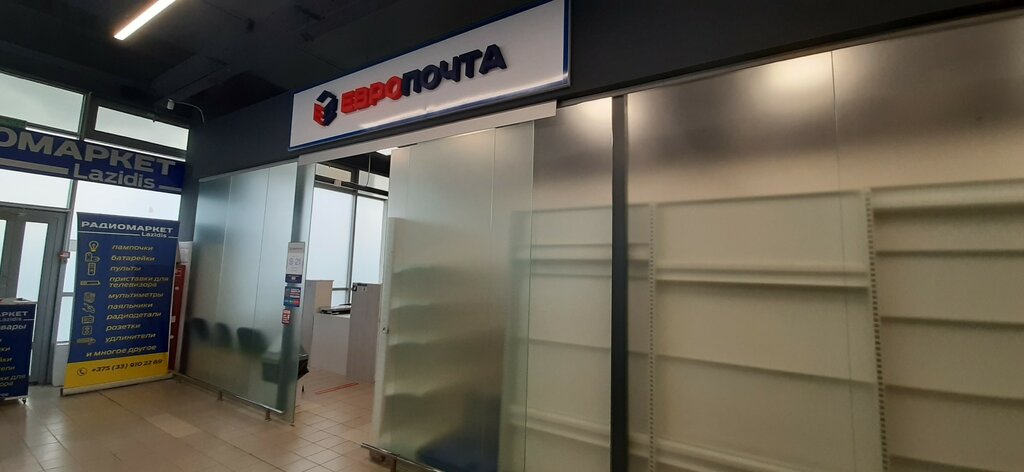 ЕВРОПОЧТА
ОМАРКЕТ
Lazidis
РАДИОМАРКЕТ
Lazidis
лампочки
батарейки
пульты
приставки для
телевизора
мультиметры
паяльники
радиодетали
розетки
удлинители
и многое другое
+375 (33) 910 22 69
МАРКЕТ
Lazidis